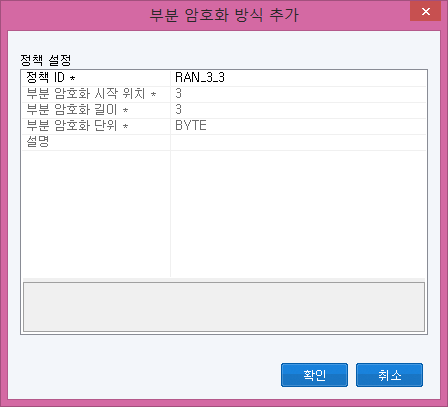 부분 암호화 방식 추가
정책 설정
정책 ID * RAN_3_3
부분 암호화 시작 위치 * 3
부분 암호화 길이 * 3
부분 암호화 단위 * BYTE
설명
확인 취소